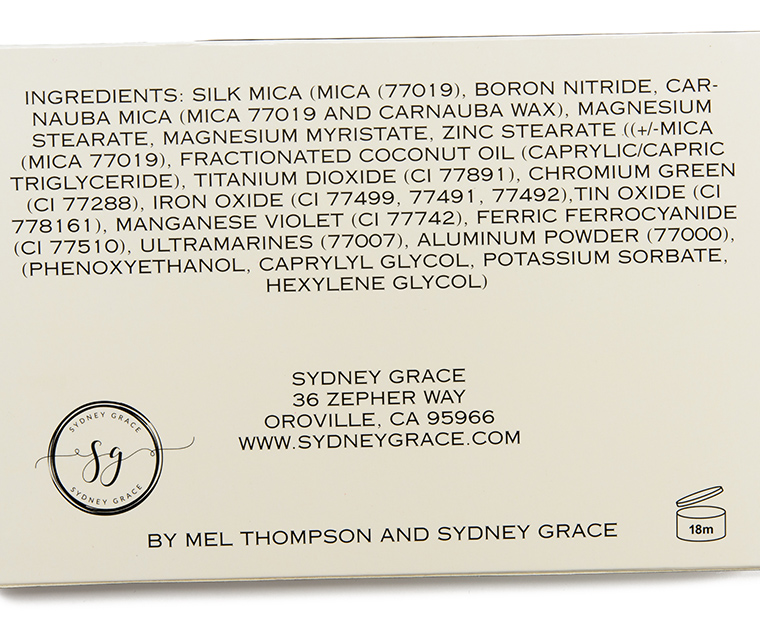 INGREDIENTS: SILK MICA (MICA (77019), BORON NITRIDE, CAR-
NAUBA MICA (MICA 77019 AND CARNAUBA WAX), MAGNESIUM
STEARATE, MAGNESIUM MYRISTATE, ZINC STEARATE ((+/-MICA
(MICA 77019), FRACTIONATED COCONUT OIL (CAPRYLIC/CAPRIC
TRIGLYCERIDE), TITANIUM DIOXIDE (CI 77891), CHROMIUM GREEN
(CI 77288), IRON OXIDE (CI 77499, 77491, 77492),TIN OXIDE (CI
778161), MANGANESE VIOLET (CI 77742), FERRIC FERROCYANIDE
(CI 77510), ULTRAMARINES (77007), ALUMINUM POWDER (77000),
(PHENOXYETHANOL, CAPRYLYL GLYCOL, POTASSIUM SORBATE,
HEXYLENE GLYCOL)
SYDNEY GRACE
36 ZEPHER WAY
OROVILLE, CA 95966
WWW.SYDNEYGRACE.COM
SYDNEY GRACE
sg
SYDNEY GRACE
BY MEL THOMPSON AND SYDNEY GRACE
18m